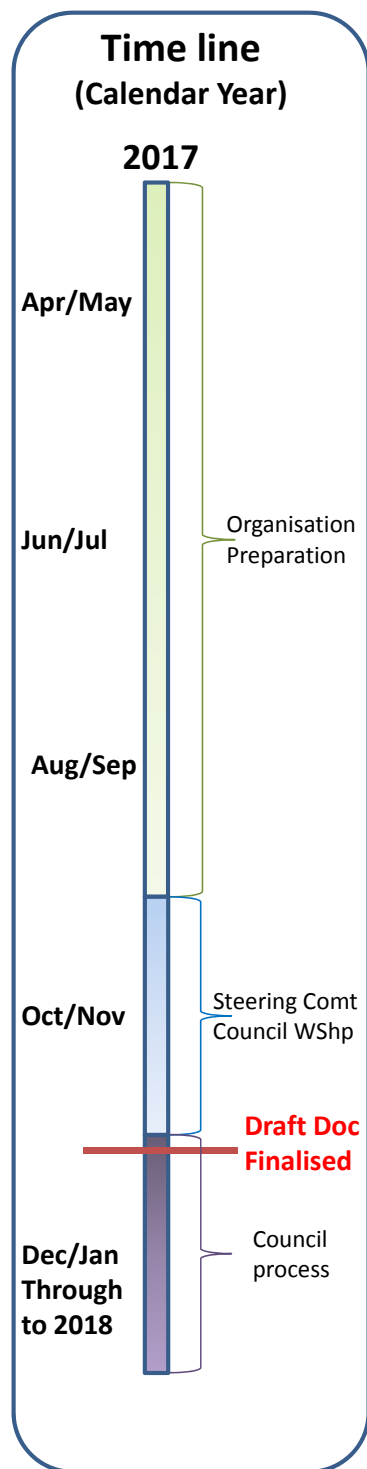 Time line
(Calendar Year)
2017
Apr/May
Jun/Jul
Organisation
Preparation
Aug/Sep
Oct/Nov
Steering Comt
Council WShp
Draft Doc
Finalised
Dec/Jan
Through
to 2018
Council
process